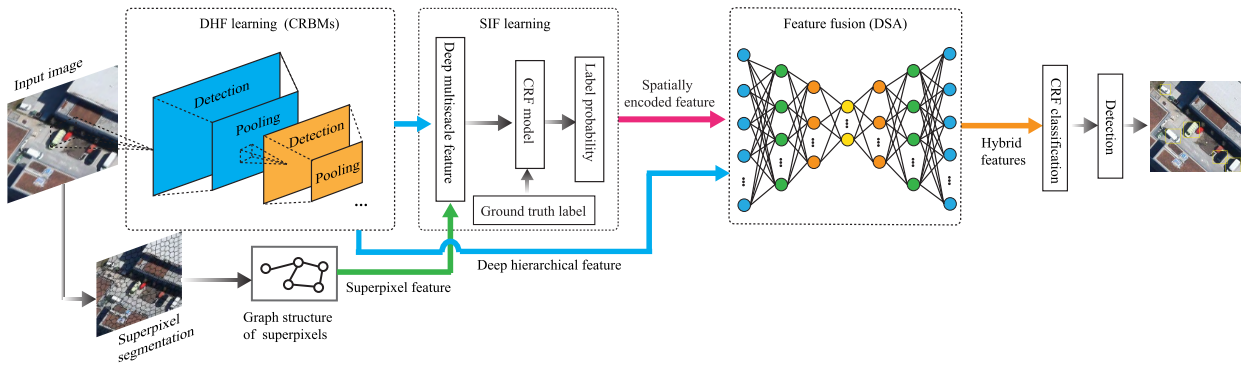 Input image
DHF learning (CRBMs)
Detection
Pooling
Detection
Pooling
...
SIF learning
Deep multiscacle feature
CRF model
Label probability
Ground truth label
Spatially
encoded feature
Feature fusion (DSA)
Hybrid
features
CRF classification
Detection
Superpixel
segmentation
Graph structure
of superpixels
Superpixel feature
Deep hierarchical feature